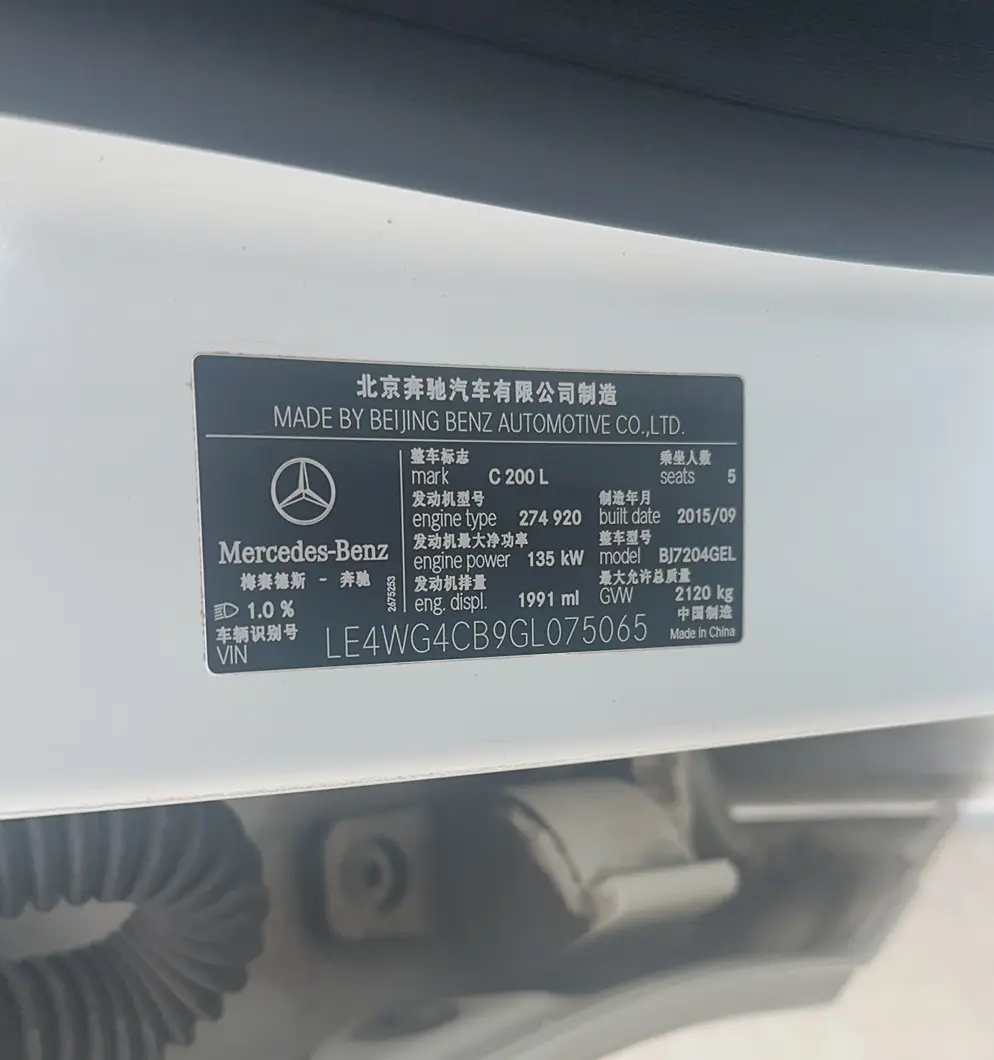 北京奔驰汽车有限公司制造
MADE BY BEIJING BENZ AUTOMOTIVE CO.,LTD.
Mercedes-Benz
梅赛德斯 - 奔驰
1.0 %
2675253
整车标志
mark C 200 L
乘坐人数
seats 5
发动机型号
engine type 274 920
制造年月
built date 2015/09
发动机最大净功率
engine power 135 kW
整车型号
model BJ7204GEL
发动机排量
eng. displ. 1991 ml
最大允许总质量
GVW 2120 kg
车辆识别号
VIN LE4WG4CB9GL075065
中国制造
Made in China